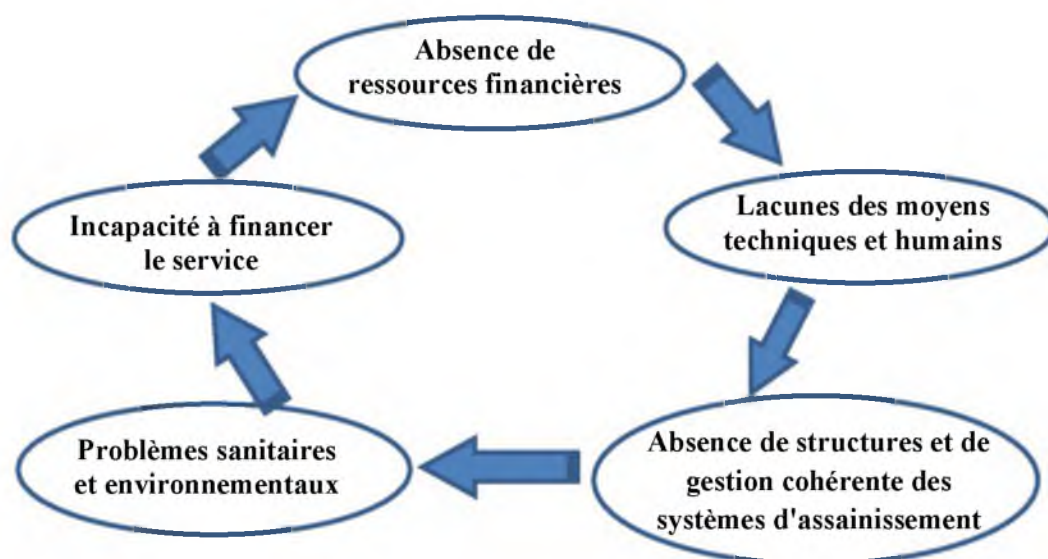 Absence de
ressources financières
Lacunes des moyens
techniques et humains
Absence de structures et de
gestion cohérente des
systèmes d'assainissement
Problèmes sanitaires
et environnementaux
Incapacité à financer
le service